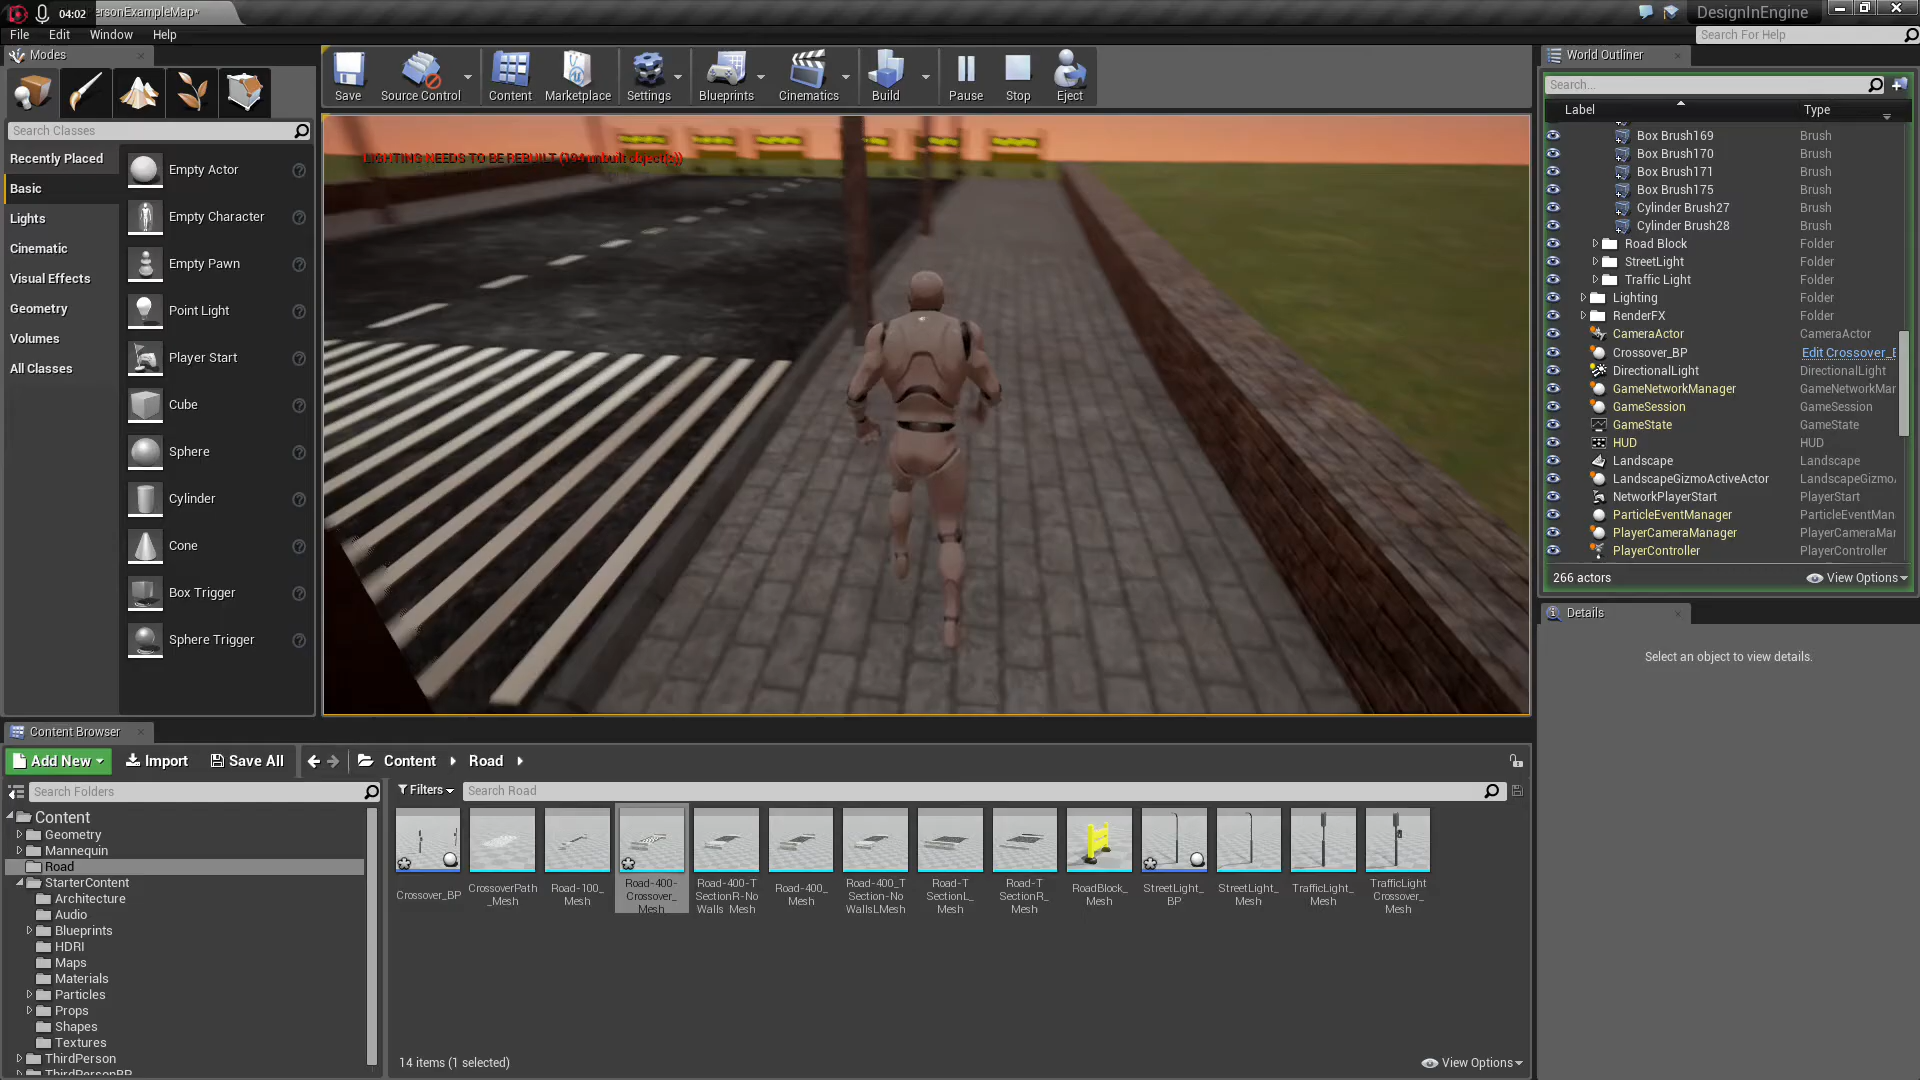 04:02
ersonExampleMap*
DesignInEngine
File Edit Window Help
Search For Help
Modes
Search Classes
Recently Placed
Basic
Lights
Cinematic
Visual Effects
Geometry
Volumes
All Classes
Empty Actor
Empty Character
Empty Pawn
Point Light
Player Start
Cube
Sphere
Cylinder
Cone
Box Trigger
Sphere Trigger
Save Source Control Content Marketplace Settings Blueprints Cinematics Build Pause Stop Eject
LIGHTING NEEDS TO BE REBUILT
World Outliner
Search...
Label Type
Box Brush169 Brush
Box Brush170 Brush
Box Brush171 Brush
Box Brush175 Brush
Cylinder Brush27 Brush
Cylinder Brush28 Brush
Road Block Folder
StreetLight Folder
Traffic Light Folder
Lighting Folder
RenderFX Folder
CameraActor CameraActor
Crossover_BP Edit Crossover_
DirectionalLight DirectionalLight
GameNetworkManager GameNetworkMar
GameSession GameSession
GameState GameState
HUD HUD
Landscape Landscape
LandscapeGizmoActiveActor LandscapeGizmo
NetworkPlayerStart PlayerStart
ParticleEventManager ParticleEventMan
PlayerCameraManager PlayerCameraMar
PlayerController PlayerController
266 actors View Options
Details
Select an object to view details.
Content Browser
Add New Import Save All Content Road
Search Folders
Filters Search Road
Content
Geometry
Mannequin
Road
StarterContent
Architecture
Audio
Blueprints
HDRI
Maps
Materials
Particles
Props
Shapes
Textures
ThirdPerson
ThirdPersonBP
Crossover_BP
CrossoverPath
_Mesh
Road-100_
Mesh
Road-400-
Crossover_
Mesh
Road-400-T
SectionR-No
Walls_Mesh
Road-400_
Mesh
Road-400_T
Section-No
WallsLMesh
Road-T
SectionL_
Mesh
Road-T
SectionR_
Mesh
RoadBlock_
Mesh
StreetLight_
BP
StreetLight_
Mesh
TrafficLight_
Mesh
TrafficLight
Crossover_
Mesh
14 items (1 selected)
View Options